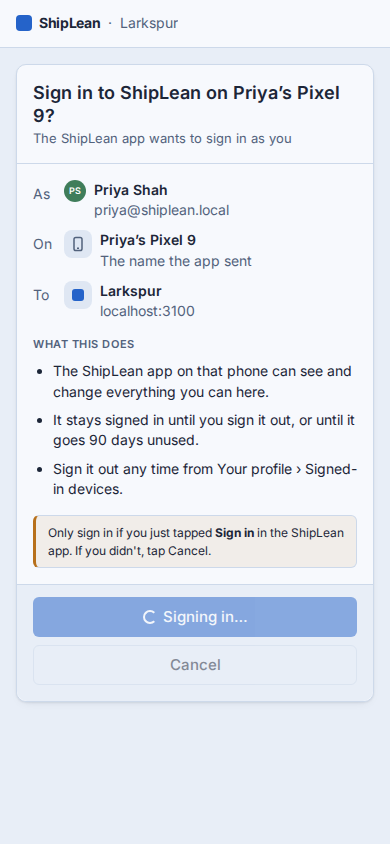 ShipLean · Larkspur
Sign in to ShipLean on Priya’s Pixel
9?
The ShipLean app wants to sign in as you
As PS Priya Shah
priya@shiplean.local
On Priya’s Pixel 9
The name the app sent
To Larkspur
localhost:3100
WHAT THIS DOES
• The ShipLean app on that phone can see and
change everything you can here.
• It stays signed in until you sign it out, or until it
goes 90 days unused.
• Sign it out any time from Your profile › Signed-
in devices.
Only sign in if you just tapped Sign in in the ShipLean
app. If you didn't, tap Cancel.
Signing in…
Cancel